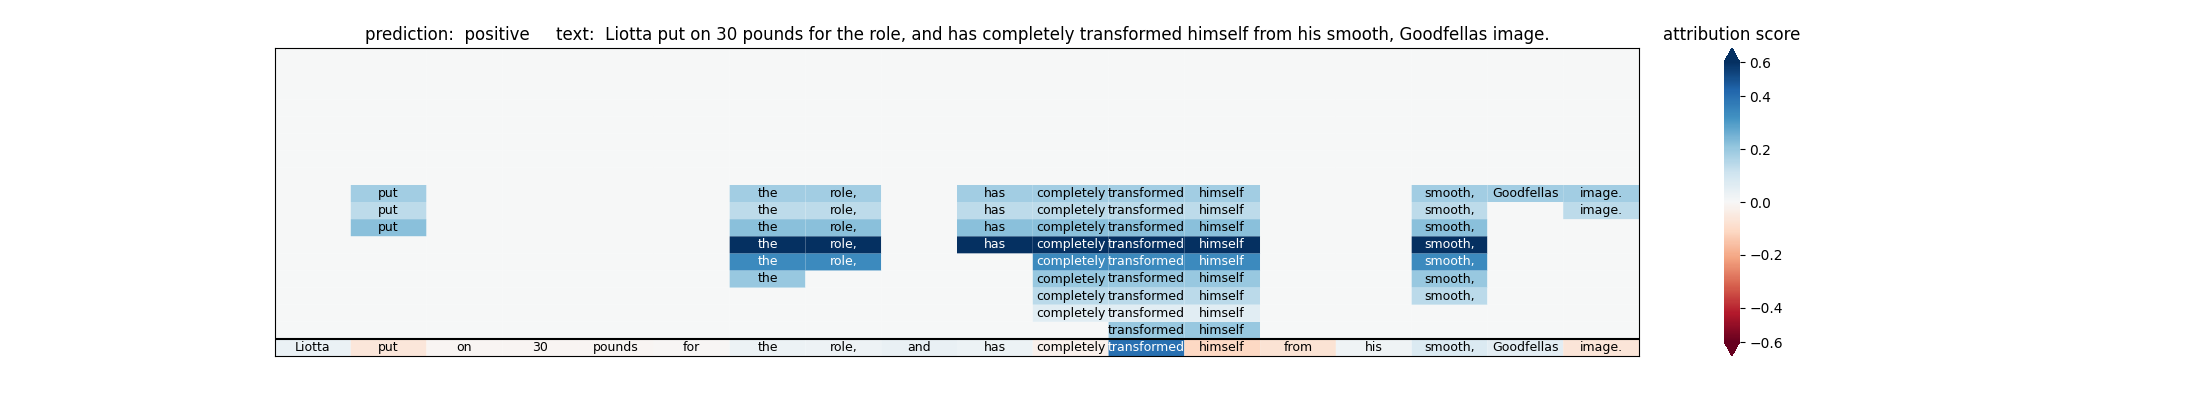 prediction: positive text: Liotta put on 30 pounds for the role, and has completely transformed himself from his smooth, Goodfellas image. attribution score
0.6
0.4
0.2
0.0
−0.2
−0.4
−0.6
put the role, has completely transformed himself smooth, Goodfellas image.
put the role, has completely transformed himself smooth, image.
put the role, has completely transformed himself smooth,
the role, has completely transformed himself smooth,
the role, completely transformed himself smooth,
the completely transformed himself smooth,
completely transformed himself smooth,
completely transformed himself
transformed himself
Liotta put on 30 pounds for the role, and has completely transformed himself from his smooth, Goodfellas image.